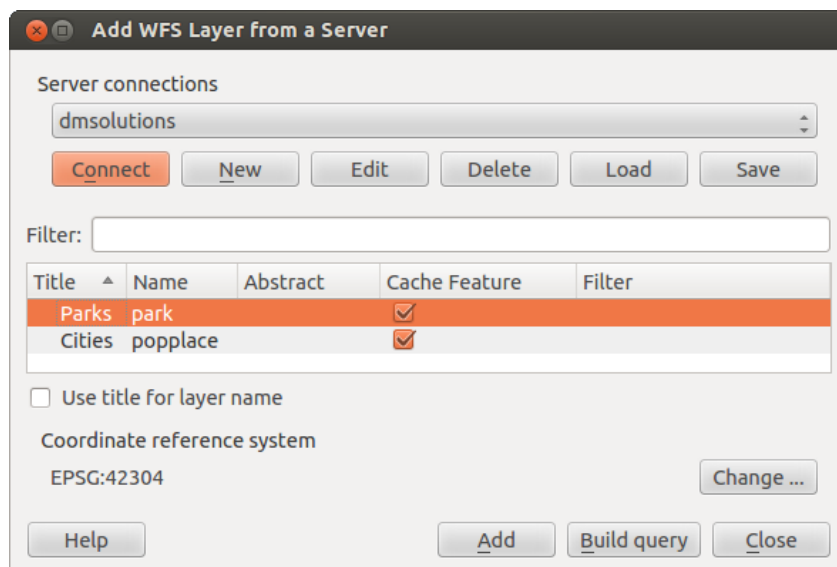 Add WFS Layer from a Server
Server connections
dmsolutions
Connect New Edit Delete Load Save
Filter:
Title Name Abstract Cache Feature Filter
Parks park
Cities popplace
Use title for layer name
Coordinate reference system
EPSG:42304 Change ...
Help Add Build query Close